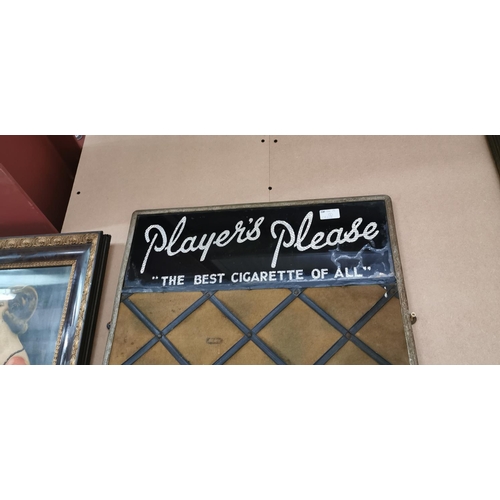 Player's Please
"THE BEST CIGARETTE OF ALL"